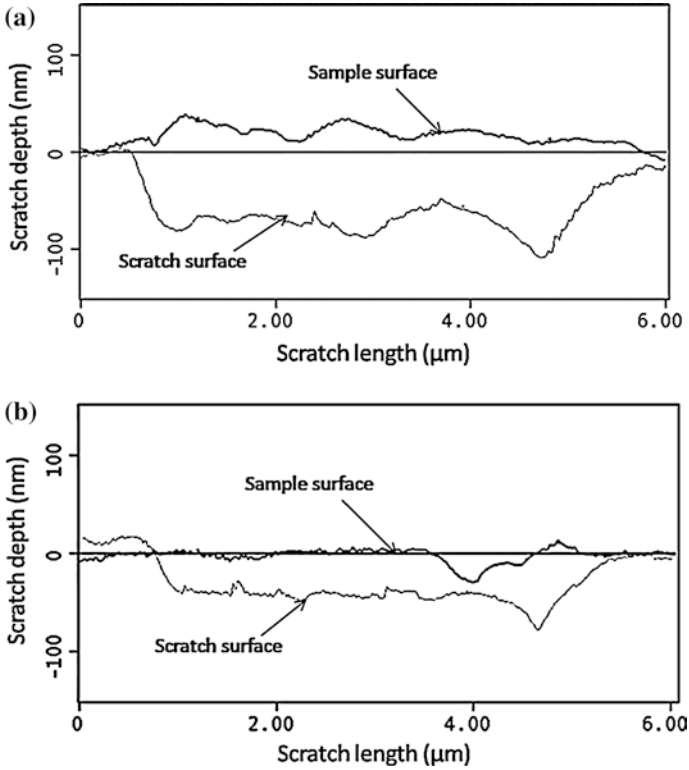 (a)
100
Sample surface
0
Scratch surface
-100
Scratch depth (nm)
0 2.00 4.00 6.00
Scratch length (µm)
(b)
100
Sample surface
0
Scratch surface
-100
Scratch depth (nm)
0 2.00 4.00 6.00
Scratch length (µm)